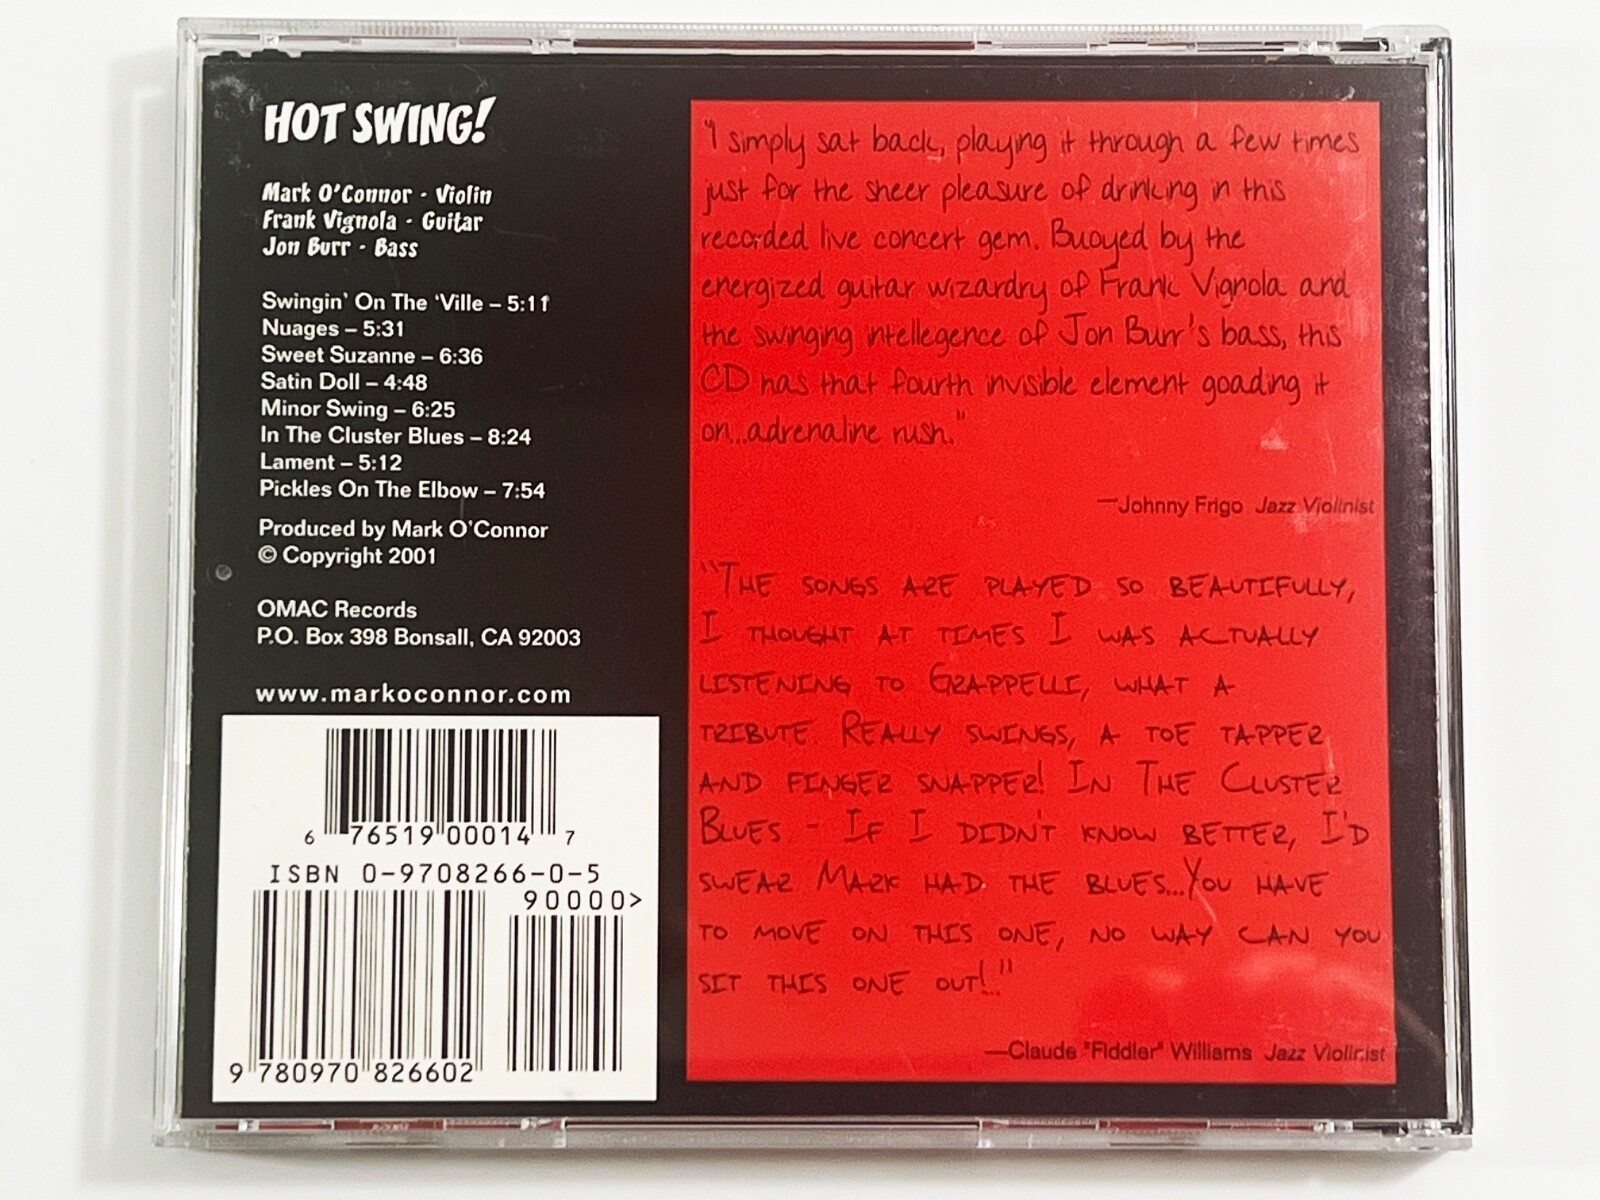 HOT SWING!
Mark O'Connor - Violin
Frank Vignola - Guitar
Jon Burr - Bass
Swingin' On The 'Ville – 5:11
Nuages – 5:31
Sweet Suzanne – 6:36
Satin Doll – 4:48
Minor Swing – 6:25
In The Cluster Blues – 8:24
Lament – 5:12
Pickles On The Elbow – 7:54
Produced by Mark O'Connor
© Copyright 2001
OMAC Records
P.O. Box 398 Bonsall, CA 92003
www.markoconnor.com
6 76519 00014 7
ISBN 0-9708266-0-5
90000>
9 780970 826602
"I simply sat back, playing it through a few times
just for the sheer pleasure of drinking in this
recorded live concert gem. Buoyed by the
energized guitar wizardry of Frank Vignola and
the swinging intellegence of Jon Burr's bass, this
CD has that fourth invisible element goading it
on...adrenaline rush."
—Johnny Frigo Jazz Violinist
"THE SONGS ARE PLAYED SO BEAUTIFULLY,
I THOUGHT AT TIMES I WAS ACTUALLY
LISTENING TO GRAPPELLI, WHAT A
TRIBUTE. REALLY SWINGS, A TOE TAPPER
AND FINGER SNAPPER! IN THE CLUSTER
BLUES - IF I DIDN'T KNOW BETTER, I'D
SWEAR MARK HAD THE BLUES...YOU HAVE
TO MOVE ON THIS ONE, NO WAY CAN YOU
SIT THIS ONE OUT!.."
—Claude "Fiddler" Williams Jazz Violinist